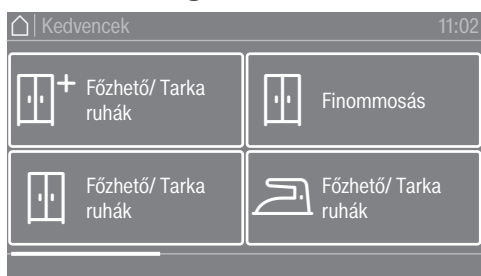 Kedvencek 11:02
Főzhető/ Tarka
ruhák
Finommosás
Főzhető/ Tarka
ruhák
Főzhető/ Tarka
ruhák